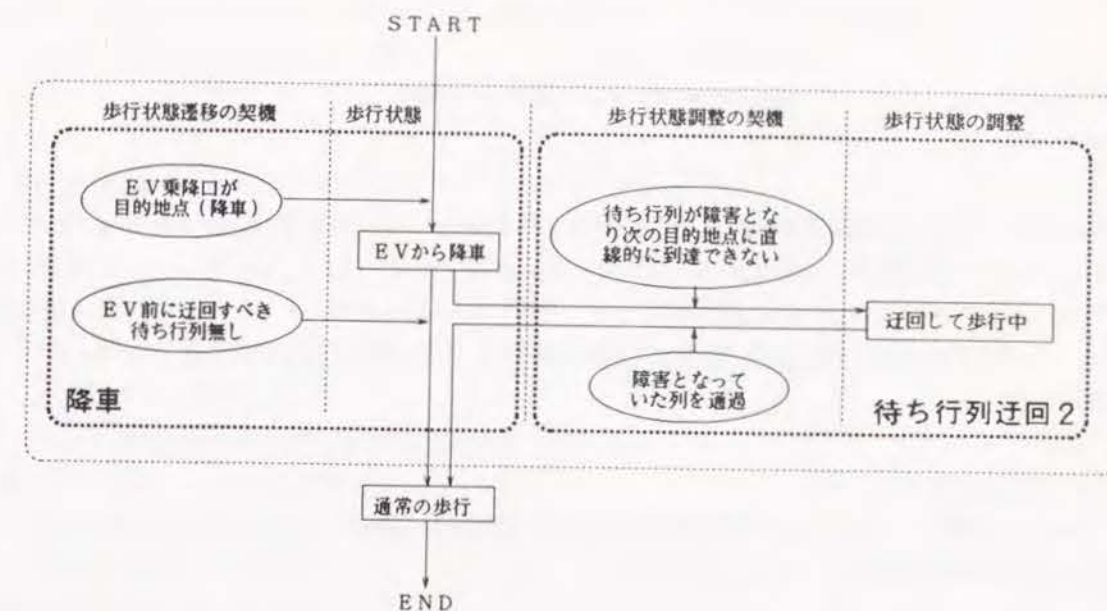 START
歩行状態遷移の契機
歩行状態
歩行状態調整の契機
歩行状態の調整
EV乗降口が
目的地点(降車)
待ち行列が障害とな
り次の目的地点に直
線的に到達できない
EVから降車
EV前に迂回すべき
待ち行列無し
迂回して歩行中
障害となって
いた列を通過
降車
待ち行列迂回2
通常の歩行
END